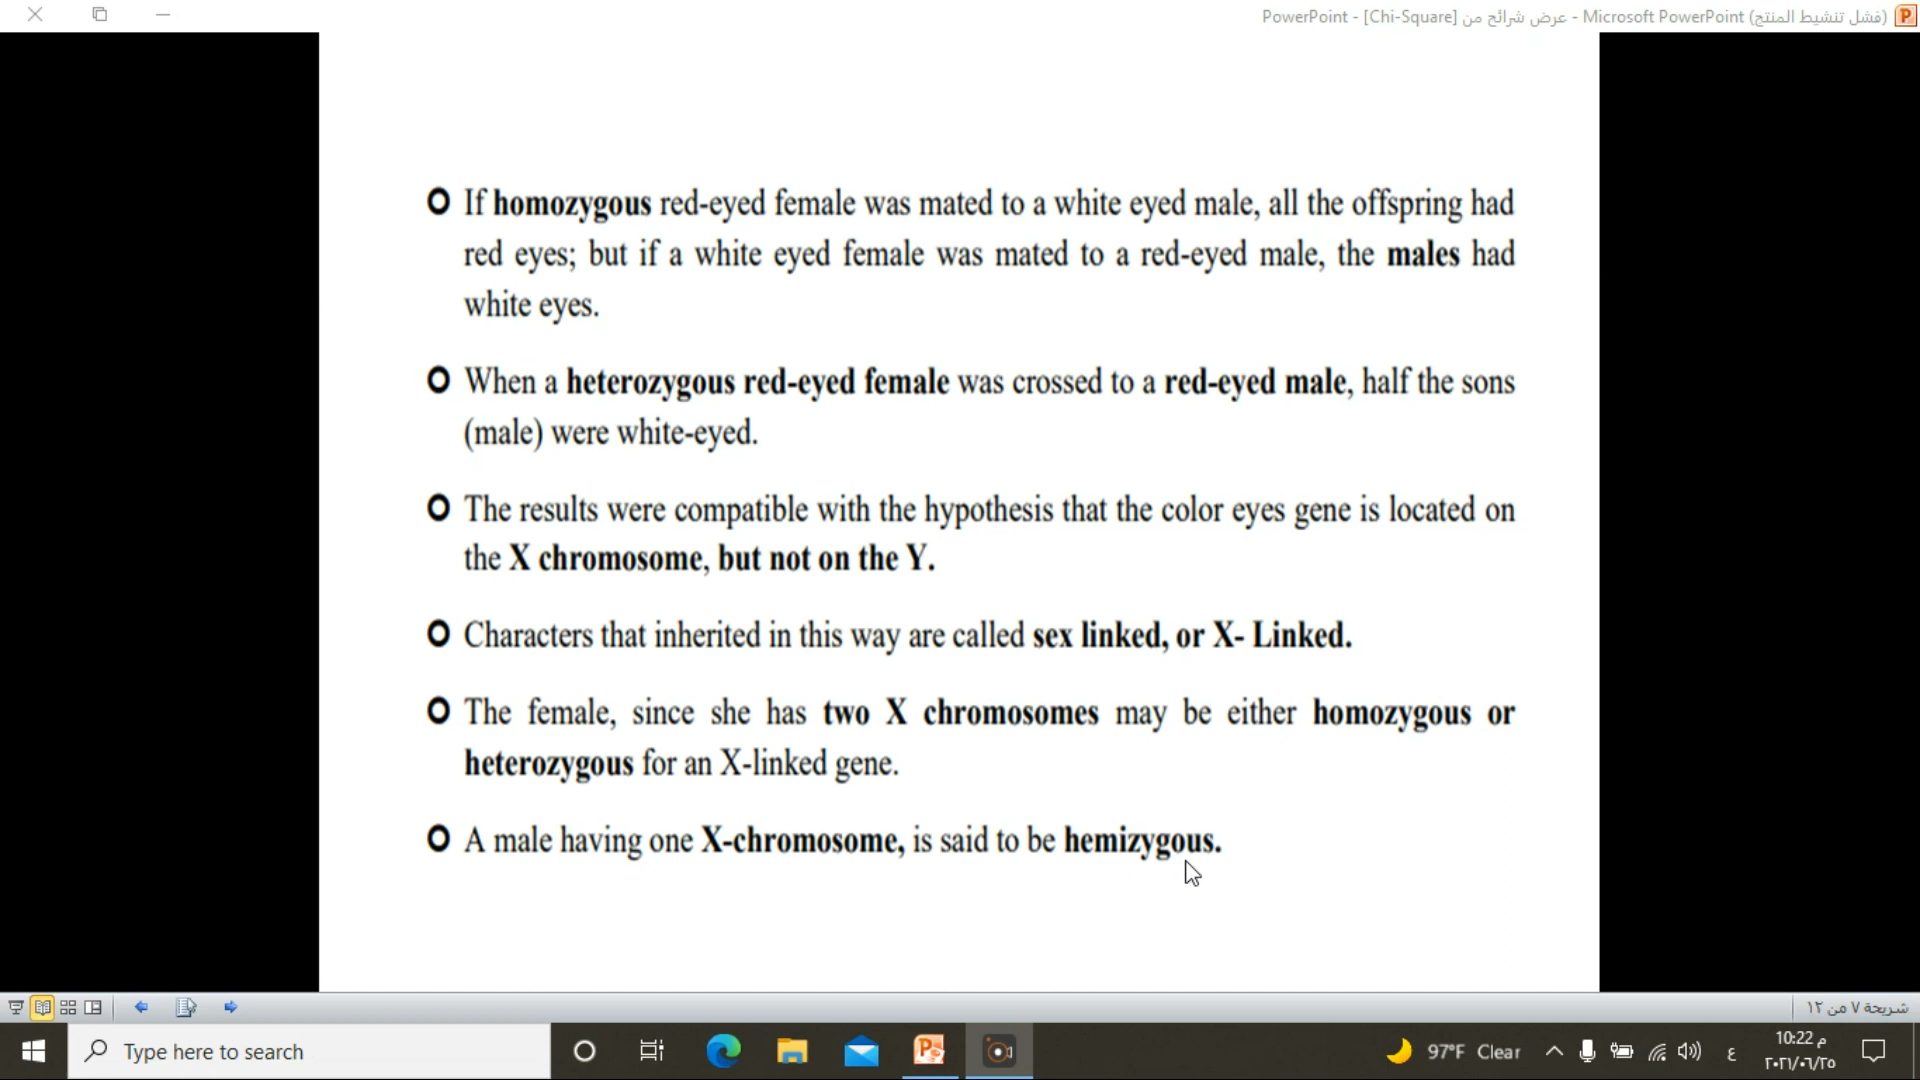 PowerPoint - [Chi-Square] عرض شرائح من - Microsoft PowerPoint (فشل تنشيط المنتج)
If homozygous red-eyed female was mated to a white eyed male, all the offspring had
red eyes; but if a white eyed female was mated to a red-eyed male, the males had
white eyes.
When a heterozygous red-eyed female was crossed to a red-eyed male, half the sons
(male) were white-eyed.
The results were compatible with the hypothesis that the color eyes gene is located on
the X chromosome, but not on the Y.
Characters that inherited in this way are called sex linked, or X- Linked.
The female, since she has two X chromosomes may be either homozygous or
heterozygous for an X-linked gene.
A male having one X-chromosome, is said to be hemizygous.
شريحة ٧ من ١٢
Type here to search
97°F Clear
ع
10:22 م
٢٠٢١/٠٦/٢٥